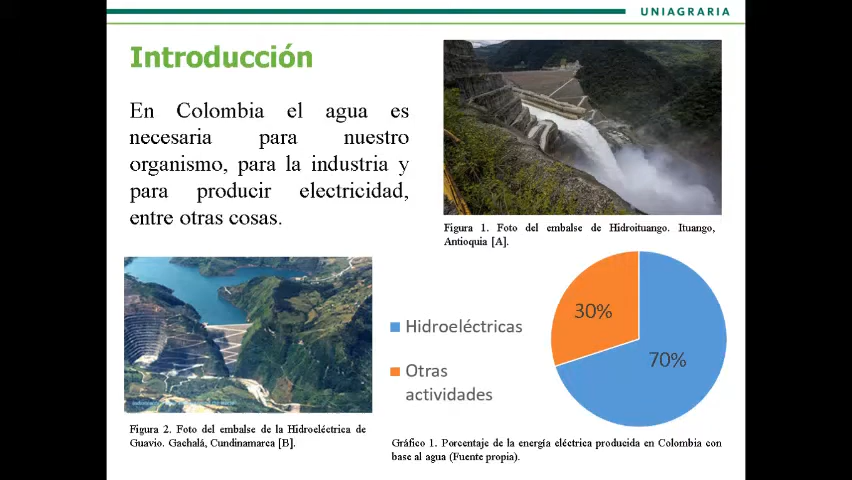 UNIAGRARIA
Introducción
En Colombia el agua es
necesaria para nuestro
organismo, para la industria y
para producir electricidad,
entre otras cosas.
Figura 1. Foto del embalse de Hidroituango. Ituango,
Antioquia [A].
Figura 2. Foto del embalse de la Hidroeléctrica de
Guavio. Gachalá, Cundinamarca [B].
Hidroeléctricas
Otras
actividades
30%
70%
Gráfico 1. Porcentaje de la energía eléctrica producida en Colombia con
base al agua (Fuente propia).